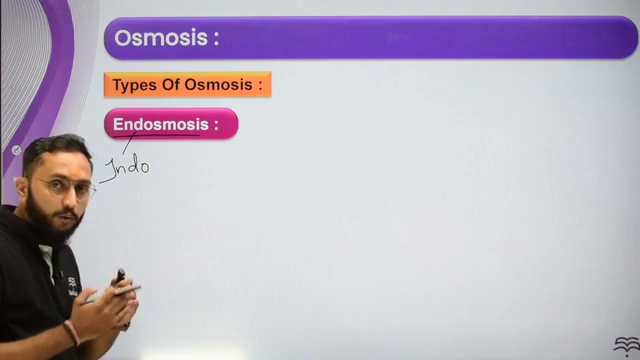 Osmosis :
Types Of Osmosis :
Endosmosis :
Indo